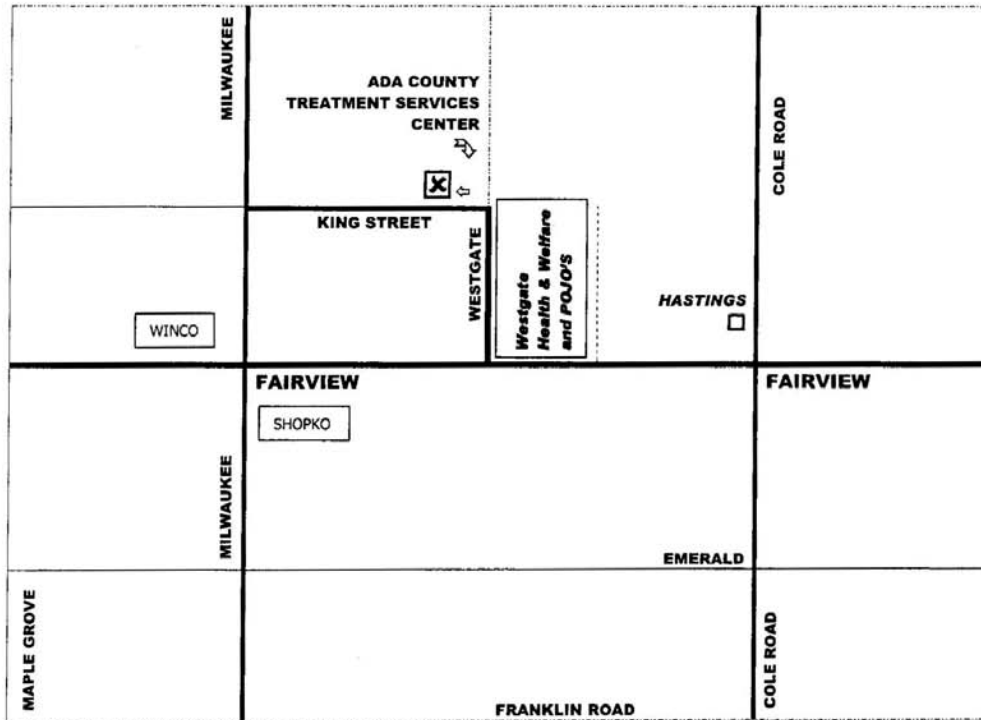 MILWAUKEE
ADA COUNTY
TREATMENT SERVICES
CENTER
COLE ROAD
KING STREET
WESTGATE
Westgate
Health & Welfare
and POJO'S
HASTINGS
WINCO
FAIRVIEW
FAIRVIEW
SHOPKO
MILWAUKEE
EMERALD
MAPLE GROVE
COLE ROAD
FRANKLIN ROAD